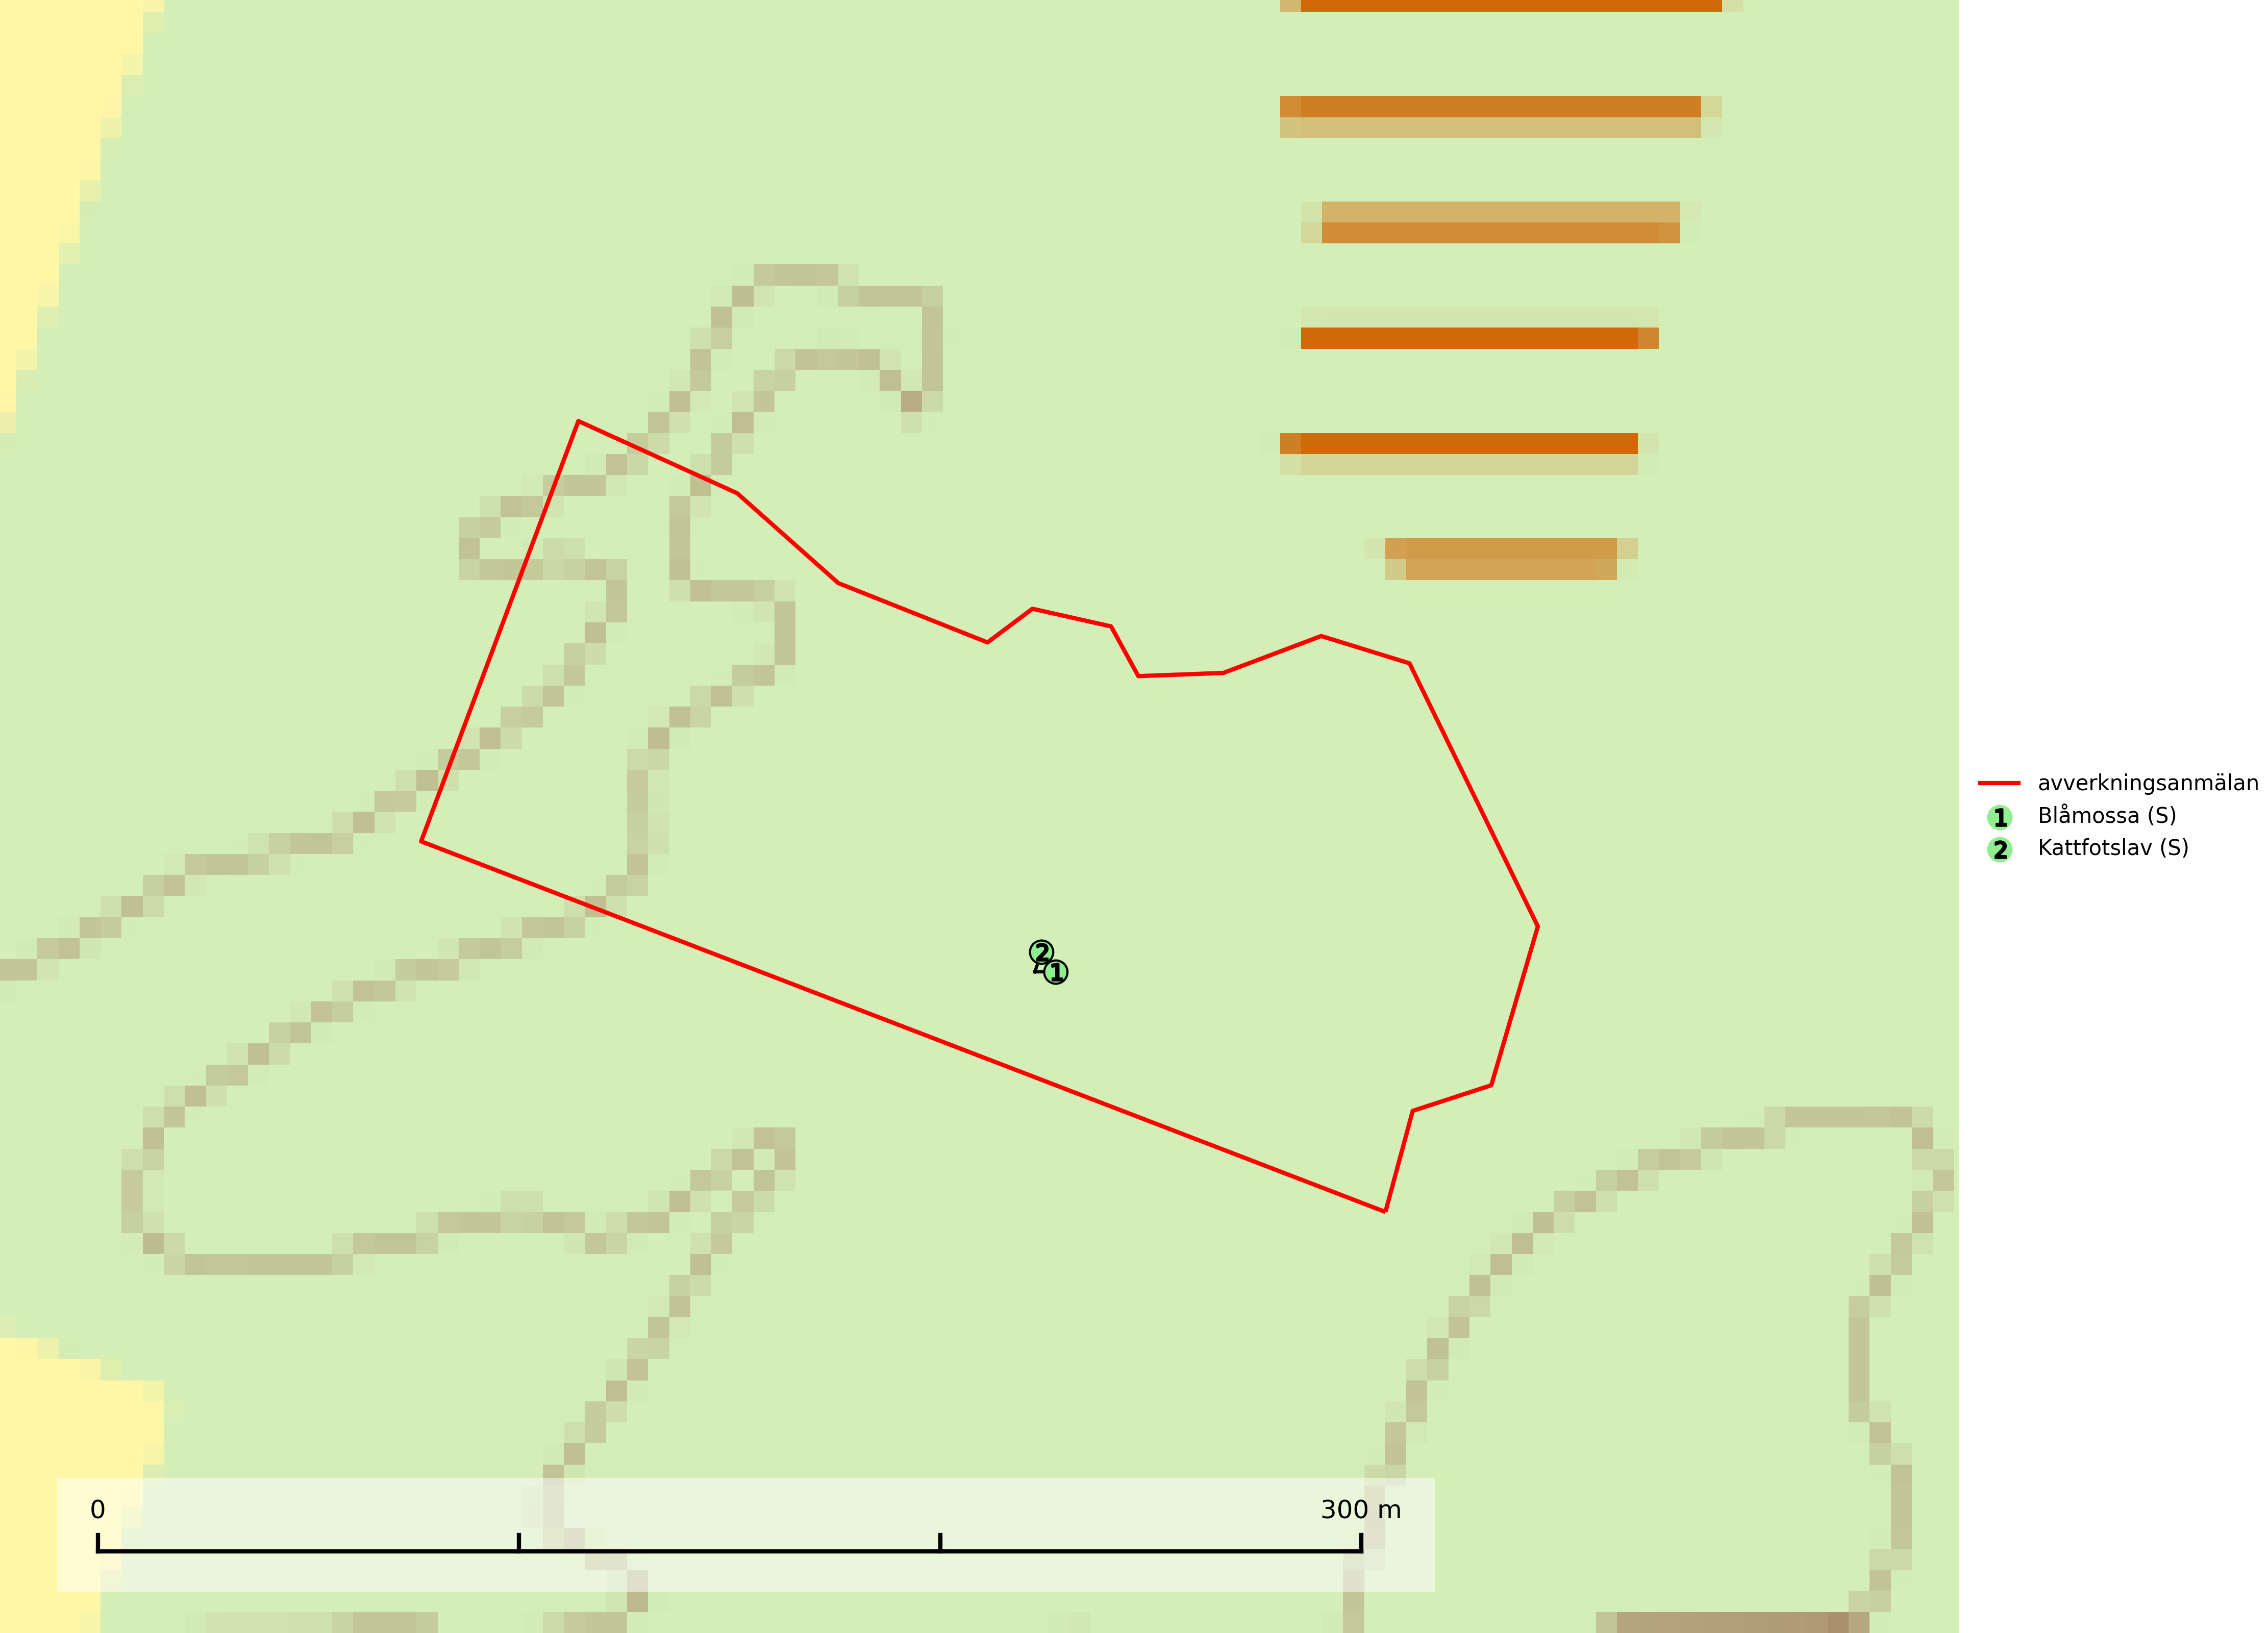 avverkningsanmälan
1 Blåmossa (S)
2 Kattfotslav (S)
2
1
0 300 m